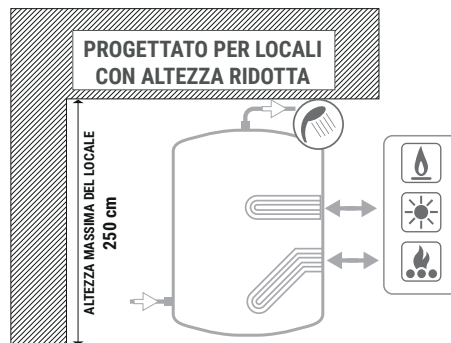 PROGETTATO PER LOCALI
CON ALTEZZA RIDOTTA
ALTEZZA MASSIMA DEL LOCALE
250 cm